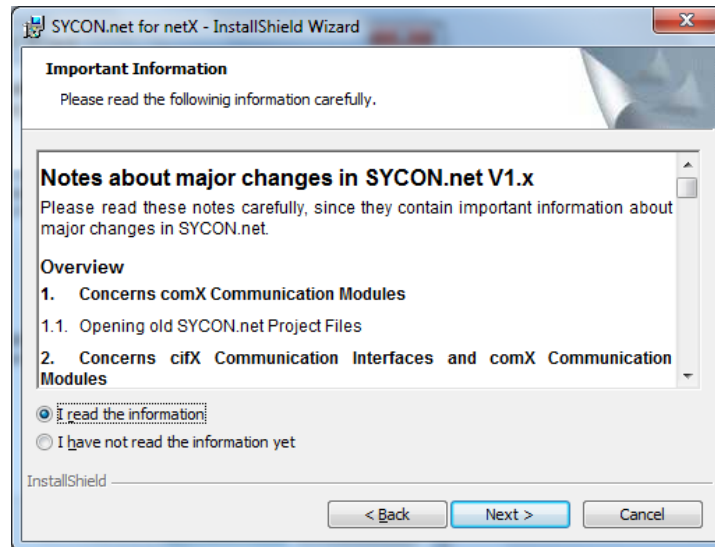 SYCON.net for netX - InstallShield Wizard
Important Information
Please read the followinig information carefully.
Notes about major changes in SYCON.net V1.x
Please read these notes carefully, since they contain important information about
major changes in SYCON.net.
Overview
1. Concerns comX Communication Modules
1.1. Opening old SYCON.net Project Files
2. Concerns cifX Communication Interfaces and comX Communication
Modules
I read the information
I have not read the information yet
InstallShield
< Back Next > Cancel